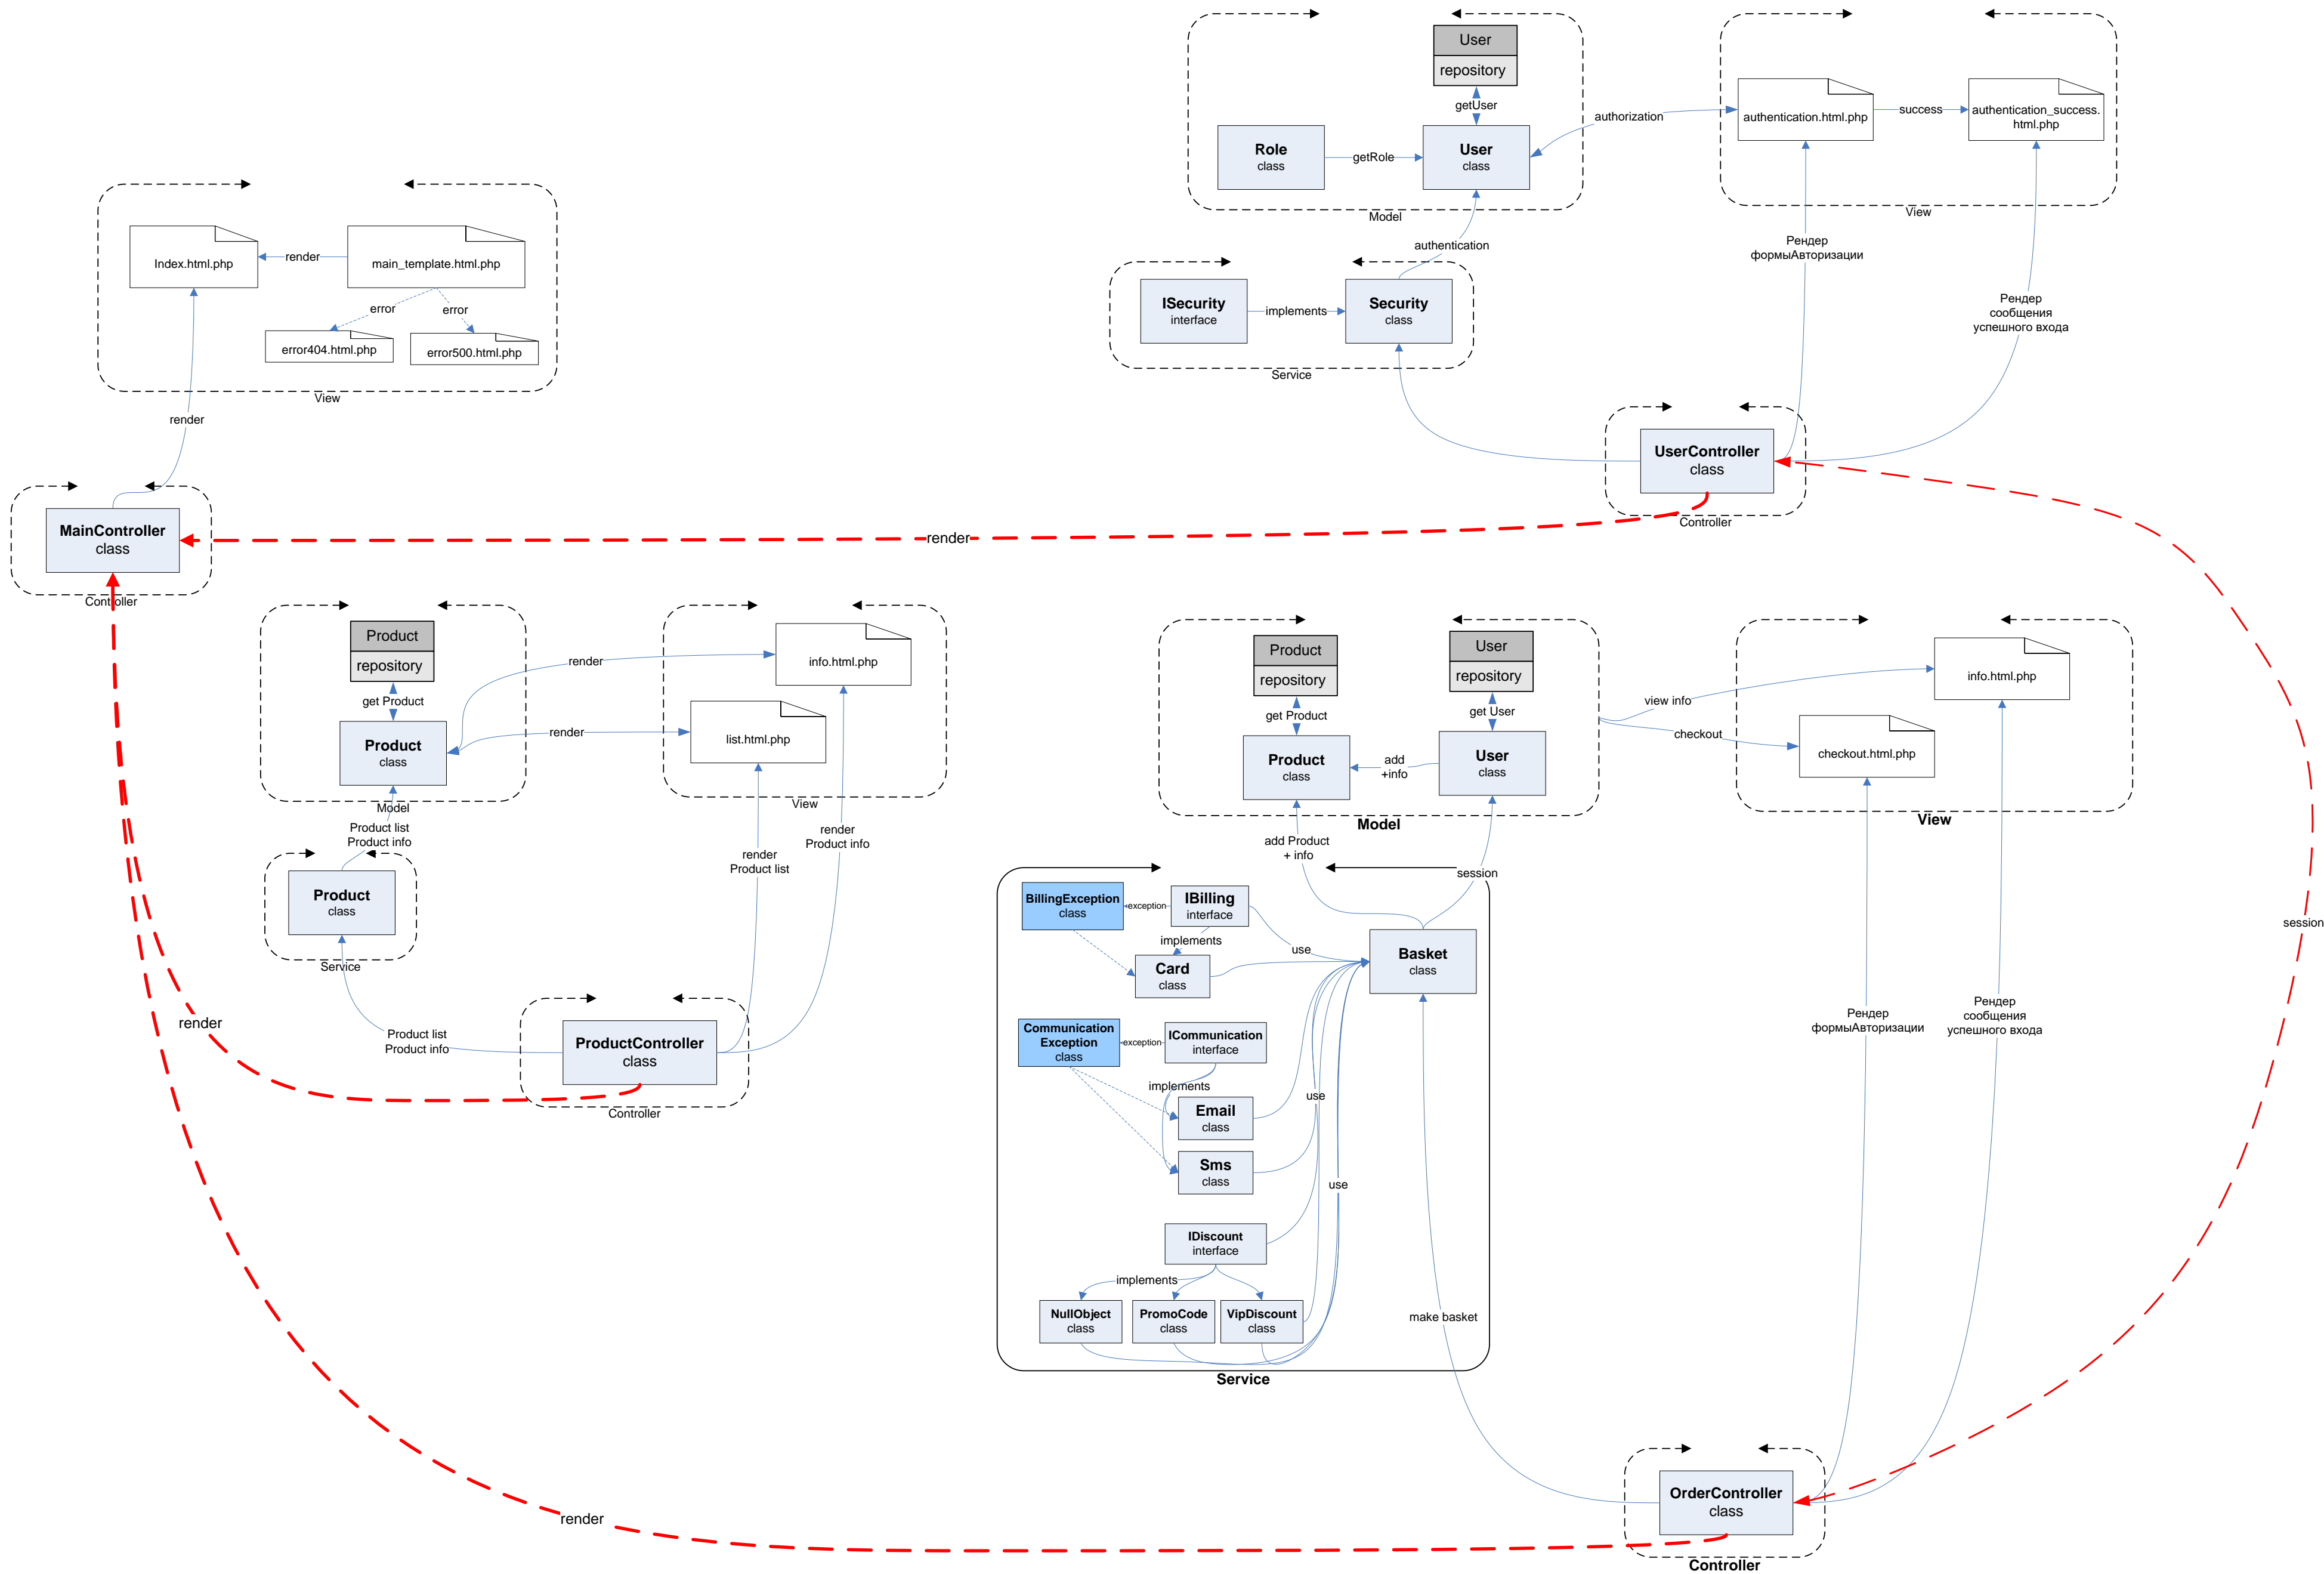 User
repository
getUser
Role
class
getRole
User
class
Model
authorization
authentication.html.php
success
authentication_success.
html.php
View
authentication
ISecurity
interface
implements
Security
class
Service
Рендер
формыАвторизации
Рендер
сообщения
успешного входа
UserController
class
Controller
Index.html.php
render
main_template.html.php
error
error
error404.html.php
error500.html.php
View
render
MainController
class
Controller
render
Product
repository
get Product
Product
class
Model
render
render
info.html.php
list.html.php
View
Product list
Product info
Product
class
Service
render
Product list
render
Product info
Product list
Product info
ProductController
class
Controller
render
Product
repository
get Product
Product
class
add
+info
User
repository
get User
User
class
Model
view info
checkout
info.html.php
checkout.html.php
View
add Product
+ info
session
BillingException
class
exception
IBilling
interface
implements
use
Card
class
Basket
class
Communication
Exception
class
exception
ICommunication
interface
implements
use
Email
class
Sms
class
use
IDiscount
interface
implements
NullObject
class
PromoCode
class
VipDiscount
class
Service
make basket
Рендер
формыАвторизации
Рендер
сообщения
успешного входа
session
OrderController
class
Controller
render